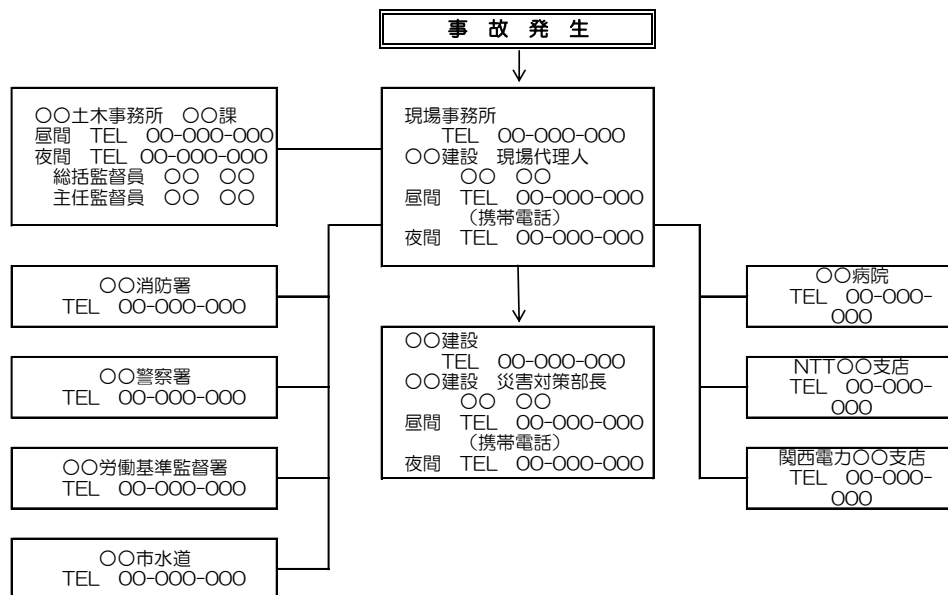 事 故 発 生
〇〇土木事務所 〇〇課
昼間 TEL 00-000-000
夜間 TEL 00-000-000
総括監督員 〇〇 〇〇
主任監督員 〇〇 〇〇
現場事務所
TEL 00-000-000
〇〇建設 現場代理人
〇〇 〇〇
昼間 TEL 00-000-000
（携帯電話）
夜間 TEL 00-000-000
〇〇消防署
TEL 00-000-000
〇〇警察署
TEL 00-000-000
〇〇労働基準監督署
TEL 00-000-000
〇〇市水道
TEL 00-000-000
〇〇建設
TEL 00-000-000
〇〇建設 災害対策部長
〇〇 〇〇
昼間 TEL 00-000-000
（携帯電話）
夜間 TEL 00-000-000
〇〇病院
TEL 00-000-
000
NTT〇〇支店
TEL 00-000-
000
関西電力〇〇支店
TEL 00-000-
000